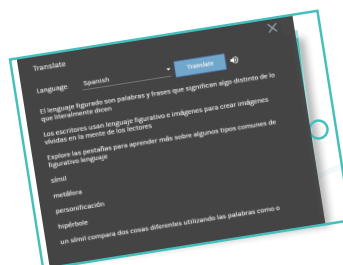 Translate
Language Spanish Translate
El lenguaje figurado son palabras y frases que significan algo distinto de lo
que literalmente dicen
Los escritores usan lenguaje figurativo e imágenes para crear imágenes
vívidas en la mente de los lectores
Explore las pestañas para aprender más sobre algunos tipos comunes de
figurativo lenguaje
símil
metáfora
personificación
hipérbole
un símil compara dos cosas diferentes utilizando las palabras como o